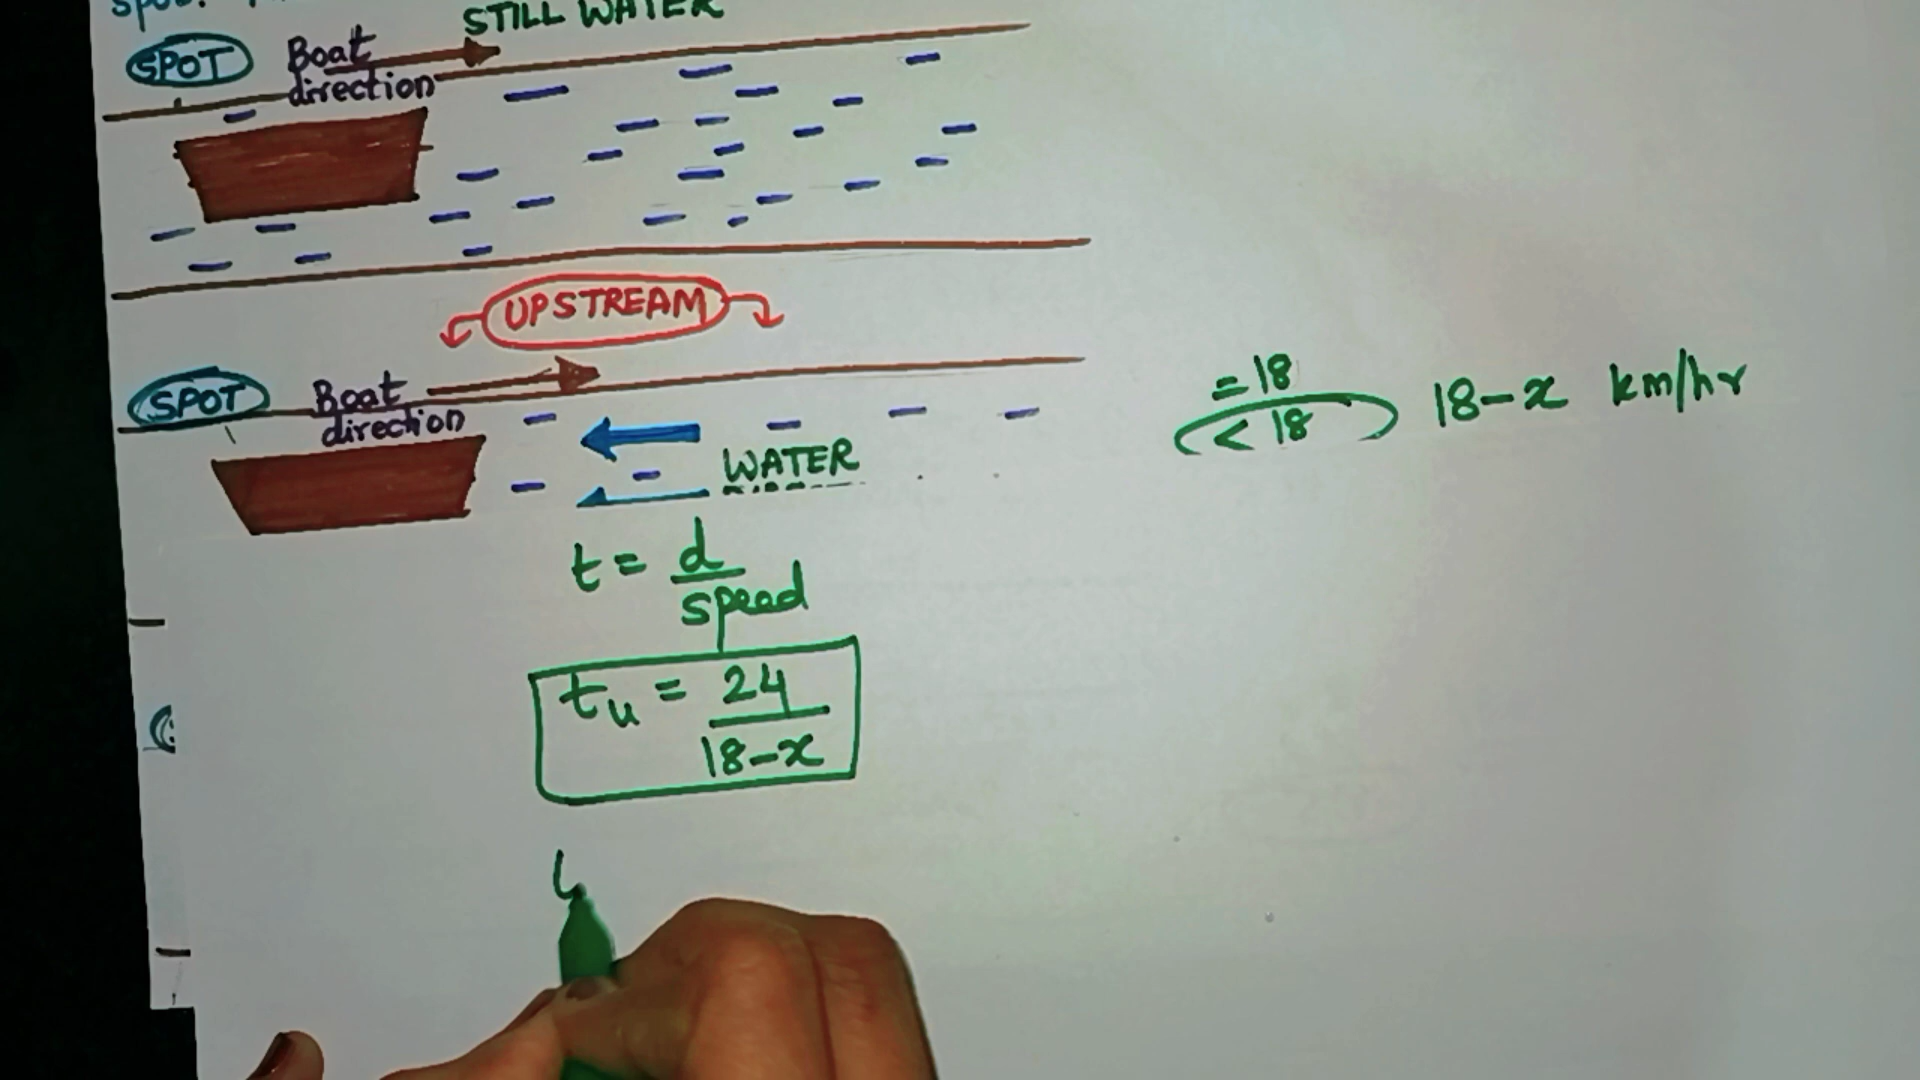 spot.
STILL WATER
SPOT
Boat
direction
UPSTREAM
SPOT
Boat
direction
WATER
= 18
< 18
18-x km/hr
t = d/speed
tu = 24/18-x